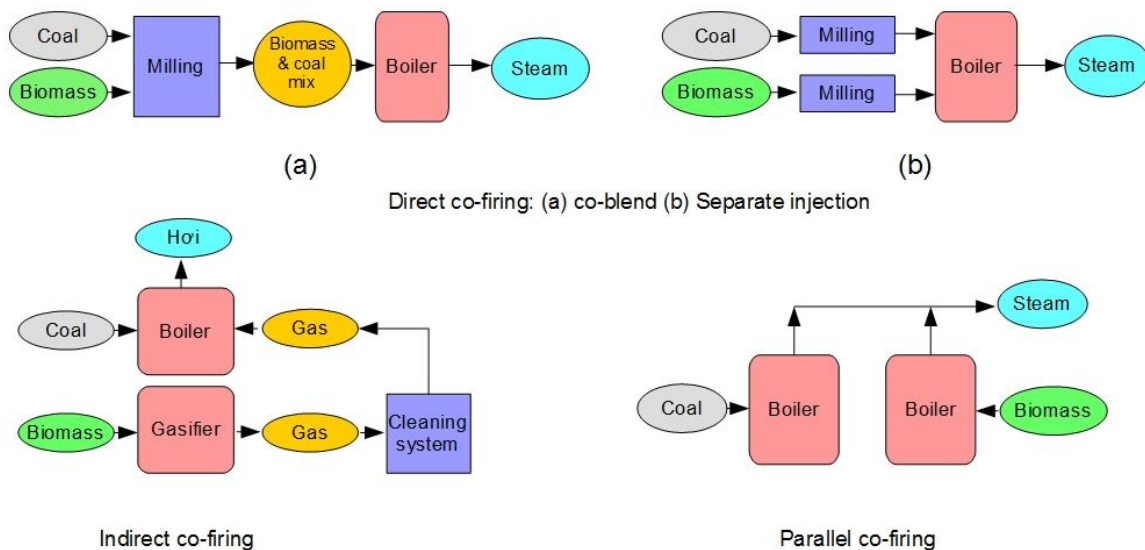 Coal
Biomass
Milling
Biomass
& coal
mix
Boiler
Steam
(a)
Coal
Biomass
Milling
Milling
Boiler
Steam
(b)
Direct co-firing: (a) co-blend (b) Separate injection
Hơi
Coal
Boiler
Gas
Biomass
Gasifier
Gas
Cleaning
system
Indirect co-firing
Steam
Coal
Boiler
Boiler
Biomass
Parallel co-firing